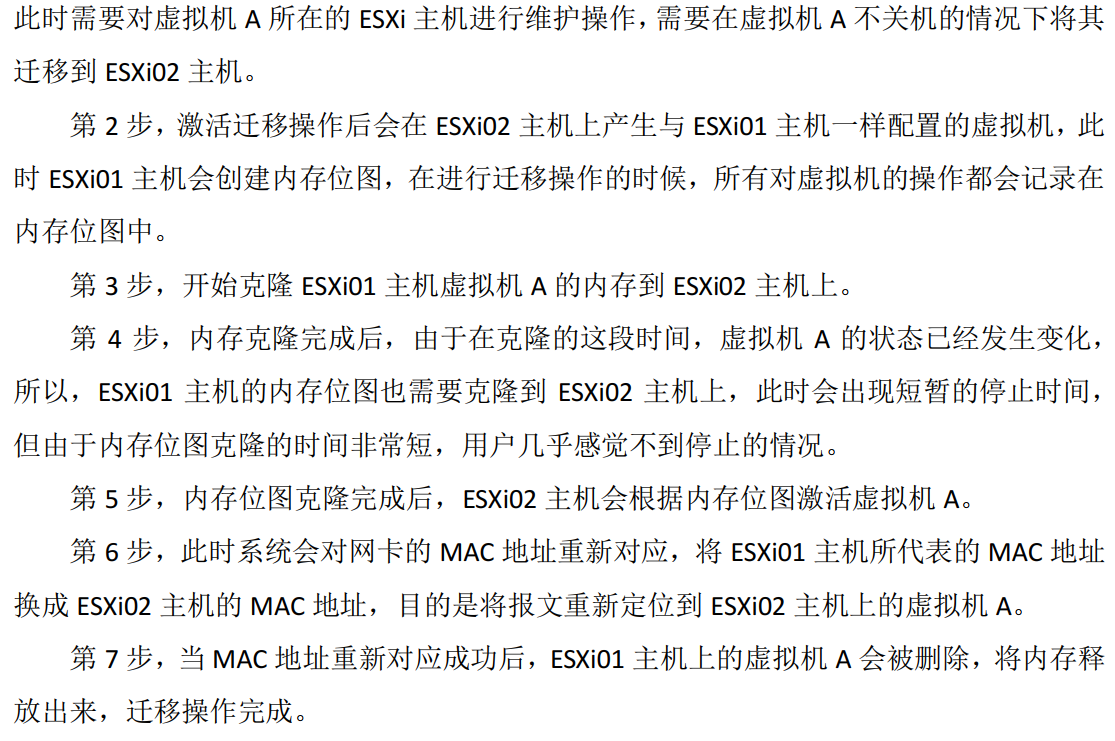 此时需要对虚拟机 A 所在的 ESXi 主机进行维护操作，需要在虚拟机 A 不关机的情况下将其
迁移到 ESXi02 主机。
第 2 步，激活迁移操作后会在 ESXi02 主机上产生与 ESXi01 主机一样配置的虚拟机，此
时 ESXi01 主机会创建内存位图，在进行迁移操作的时候，所有对虚拟机的操作都会记录在
内存位图中。
第 3 步，开始克隆 ESXi01 主机虚拟机 A 的内存到 ESXi02 主机上。
第 4 步，内存克隆完成后，由于在克隆的这段时间，虚拟机 A 的状态已经发生变化，
所以，ESXi01 主机的内存位图也需要克隆到 ESXi02 主机上，此时会出现短暂的停止时间，
但由于内存位图克隆的时间非常短，用户几乎感觉不到停止的情况。
第 5 步，内存位图克隆完成后，ESXi02 主机会根据内存位图激活虚拟机 A。
第 6 步，此时系统会对网卡的 MAC 地址重新对应，将 ESXi01 主机所代表的 MAC 地址
换成 ESXi02 主机的 MAC 地址，目的是将报文重新定位到 ESXi02 主机上的虚拟机 A。
第 7 步，当 MAC 地址重新对应成功后，ESXi01 主机上的虚拟机 A 会被删除，将内存释
放出来，迁移操作完成。